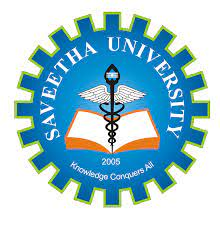 SAVEETHA UNIVERSITY
2005
Knowledge Conquers All